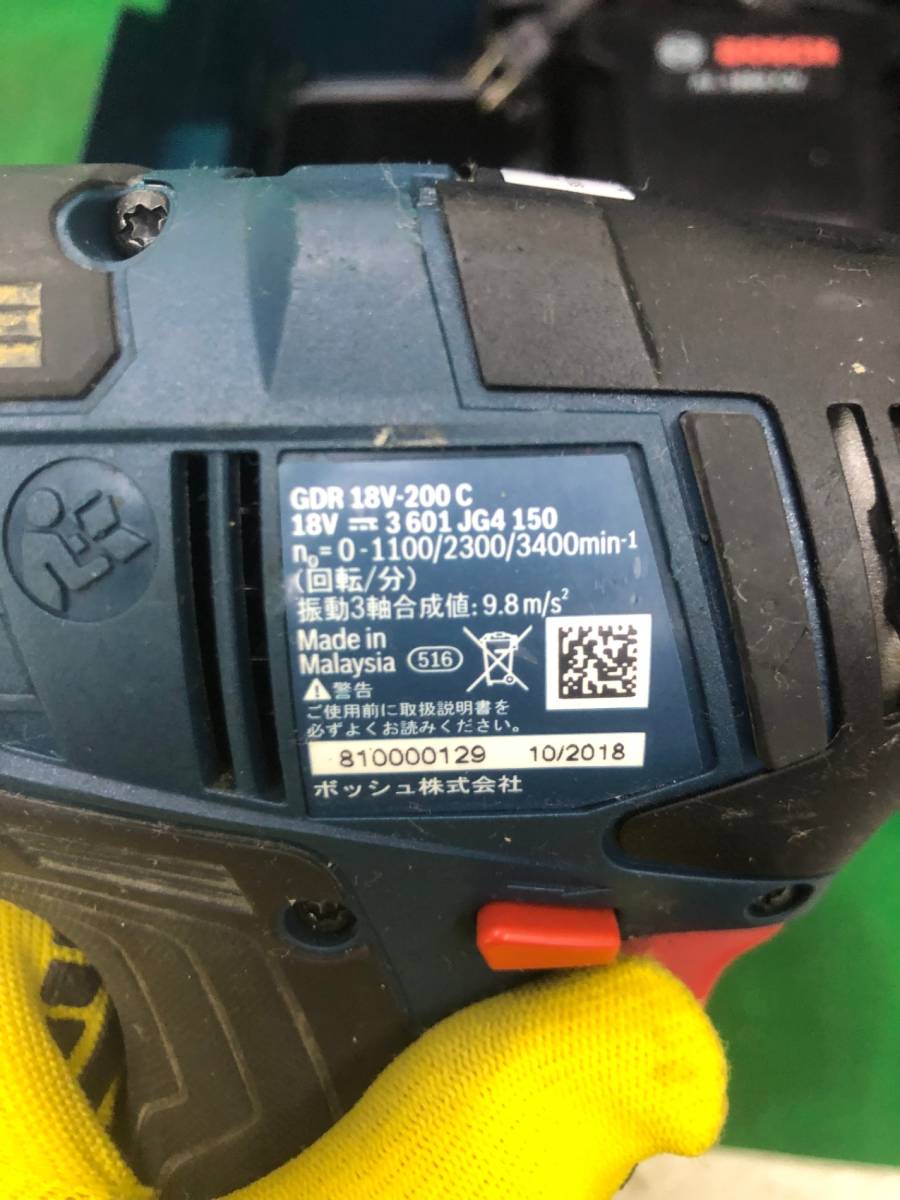 BOSCH
GDR 18V-200 C
18V ⎓ 3 601 JG4 150
n₀= 0 - 1100/2300/3400min⁻¹
(回転/分)
振動3軸合成値: 9.8 m/s²
Made in
Malaysia 516
警告
ご使用前に取扱説明書を
必ずよくお読みください。
810000129 10/2018
ボッシュ株式会社